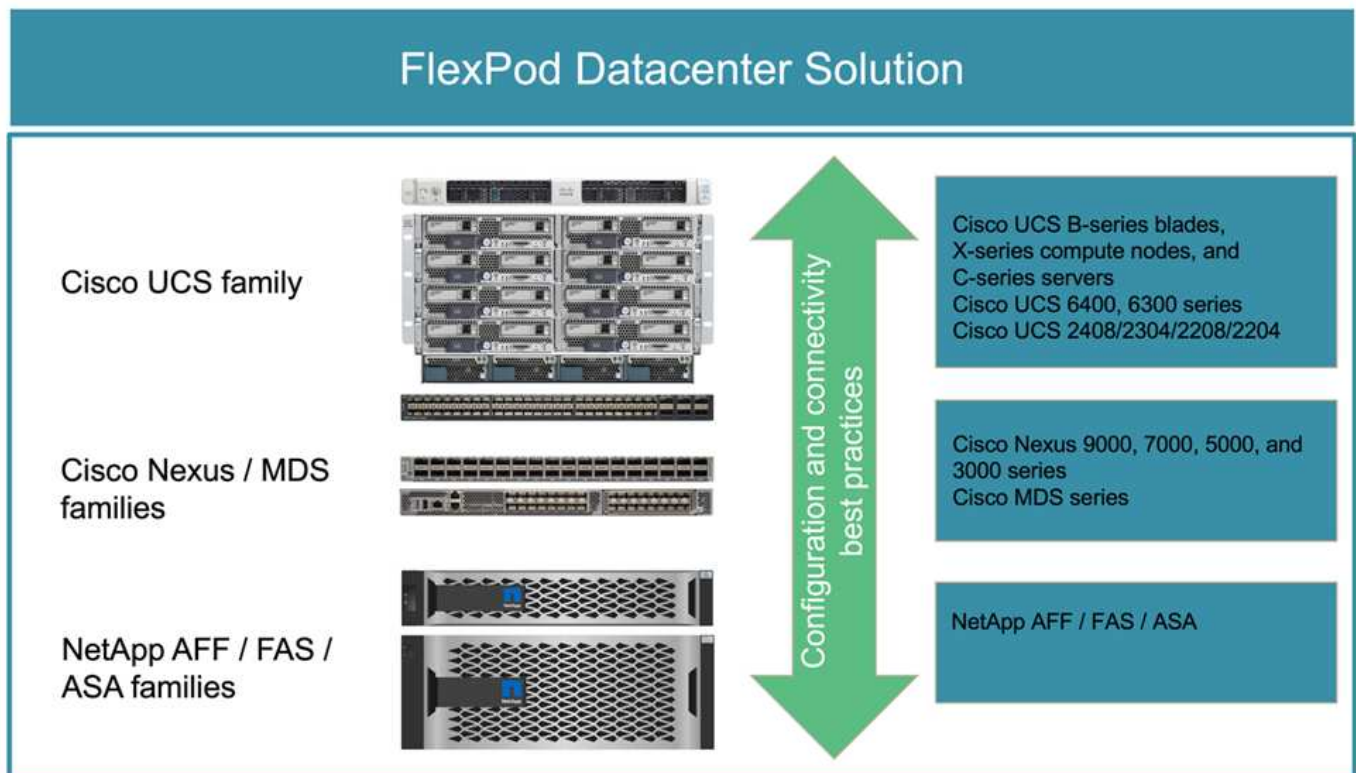 FlexPod Datacenter Solution
Cisco UCS family
Cisco UCS B-series blades,
X-series compute nodes, and
C-series servers
Cisco UCS 6400, 6300 series
Cisco UCS 2408/2304/2208/2204
Configuration and connectivity
best practices
Cisco Nexus / MDS
families
Cisco Nexus 9000, 7000, 5000, and
3000 series
Cisco MDS series
NetApp AFF / FAS /
ASA families
NetApp
NetApp
NetApp AFF / FAS / ASA